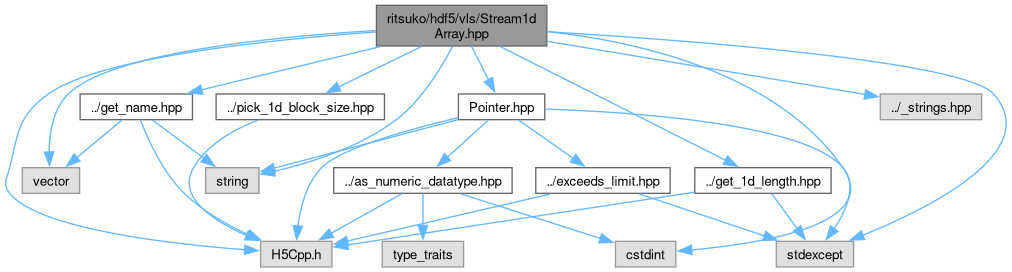 ritsuko/hdf5/vls/Stream1d
Array.hpp
../get_name.hpp
../pick_1d_block_size.hpp
Pointer.hpp
../_strings.hpp
vector
string
../as_numeric_datatype.hpp
../exceeds_limit.hpp
../get_1d_length.hpp
H5Cpp.h
type_traits
cstdint
stdexcept